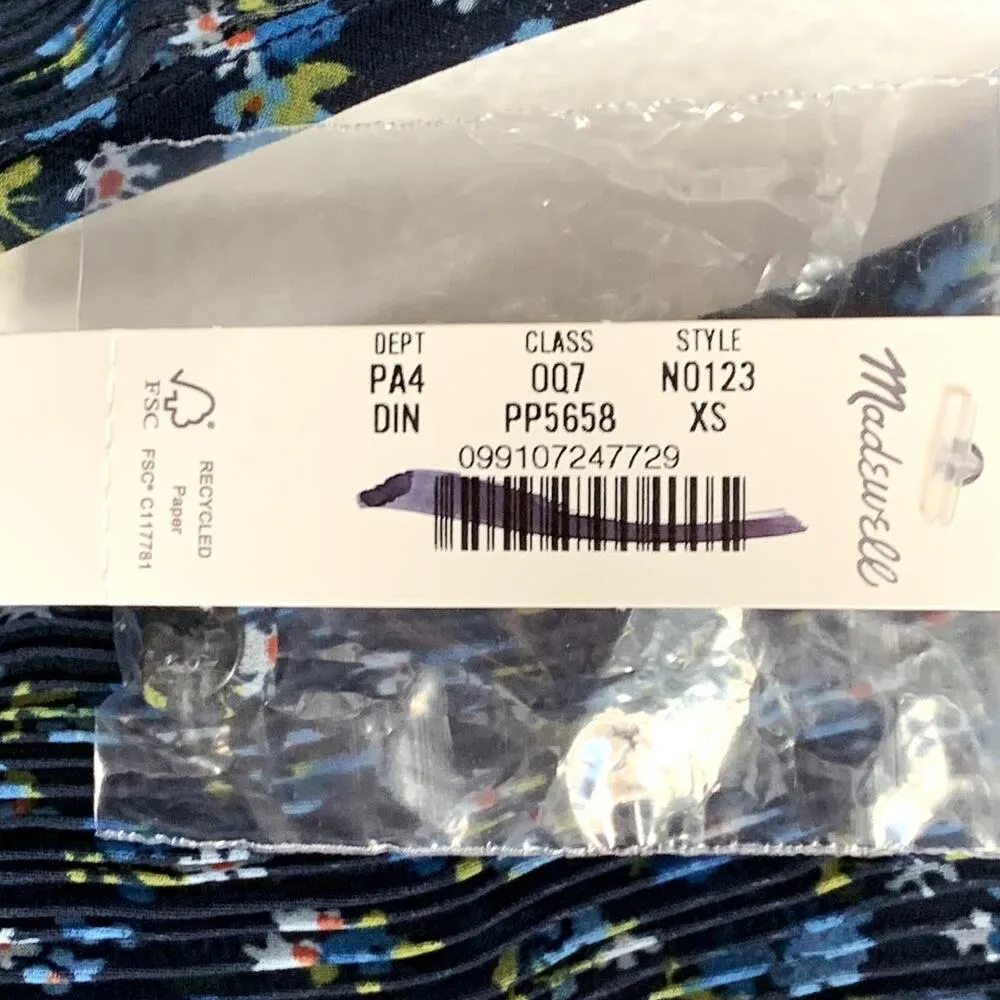 DEPT CLASS STYLE
PA4 0Q7 N0123
DIN PP5658 XS
099107247729
Madewell
FSC
RECYCLED
Paper
FSC® C117781